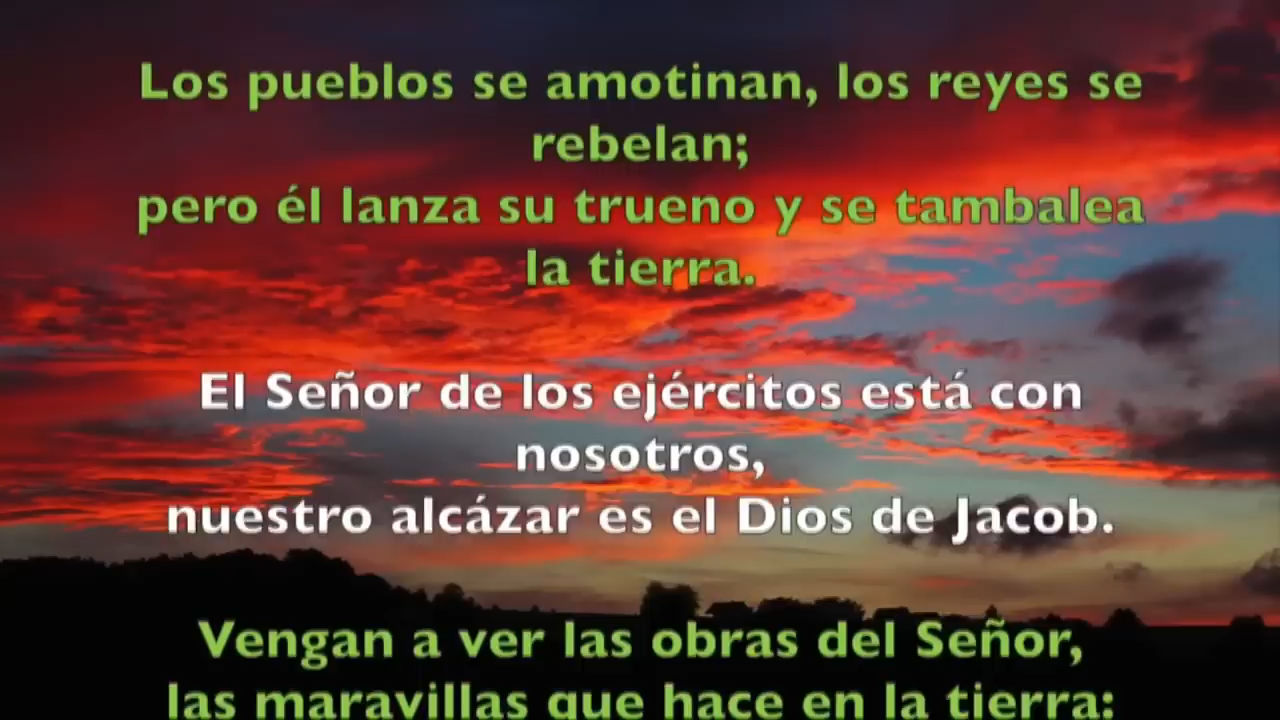 Los pueblos se amotinan, los reyes se
rebelan;
pero él lanza su trueno y se tambalea
la tierra.
El Señor de los ejércitos está con
nosotros,
nuestro alcázar es el Dios de Jacob.
Vengan a ver las obras del Señor,
las maravillas que hace en la tierra: